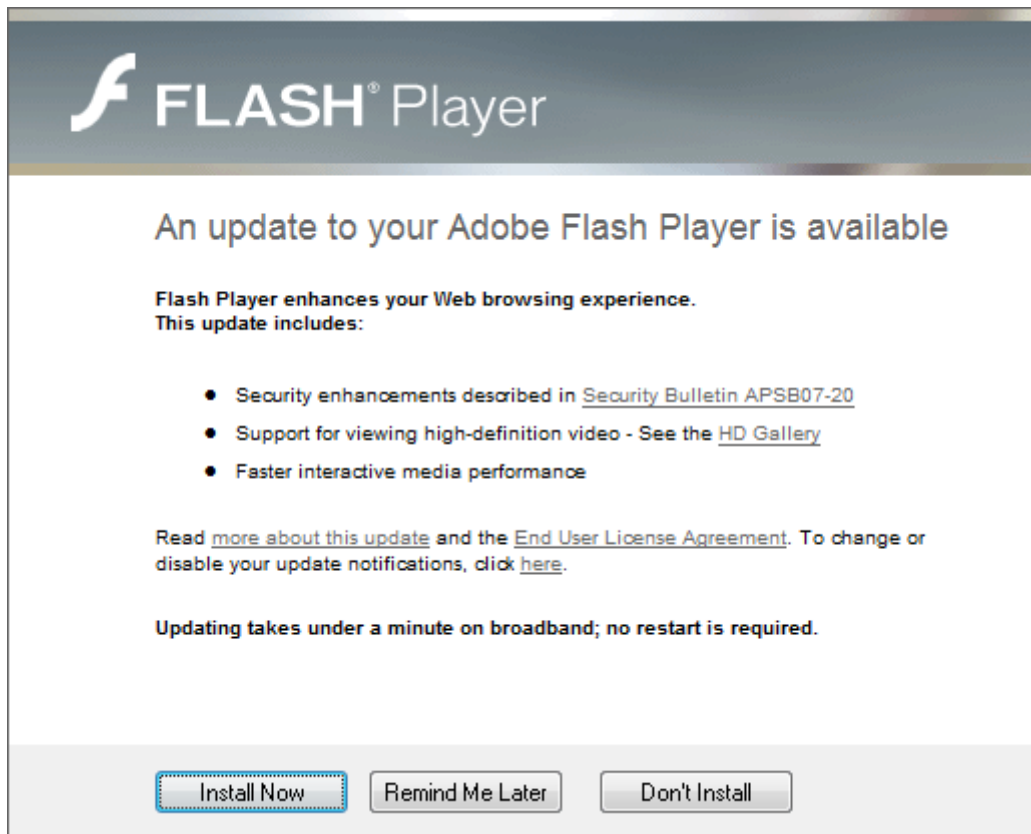 FLASH® Player
An update to your Adobe Flash Player is available
Flash Player enhances your Web browsing experience.
This update includes:
● Security enhancements described in Security Bulletin APSB07-20
● Support for viewing high-definition video - See the HD Gallery
● Faster interactive media performance
Read more about this update and the End User License Agreement. To change or
disable your update notifications, click here.
Updating takes under a minute on broadband; no restart is required.
Install Now Remind Me Later Don't Install